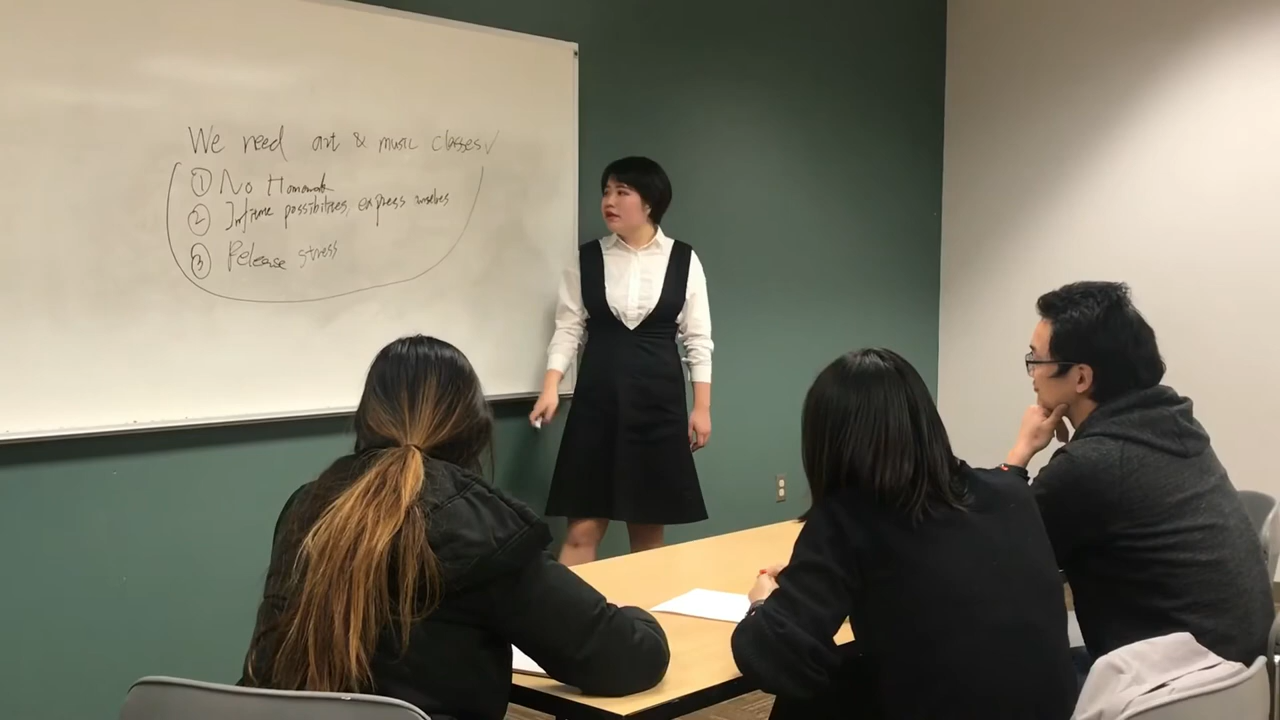 We need art & music classes✓
① No Homework
② Infinite possibilities, express ourselves
③ Release stress